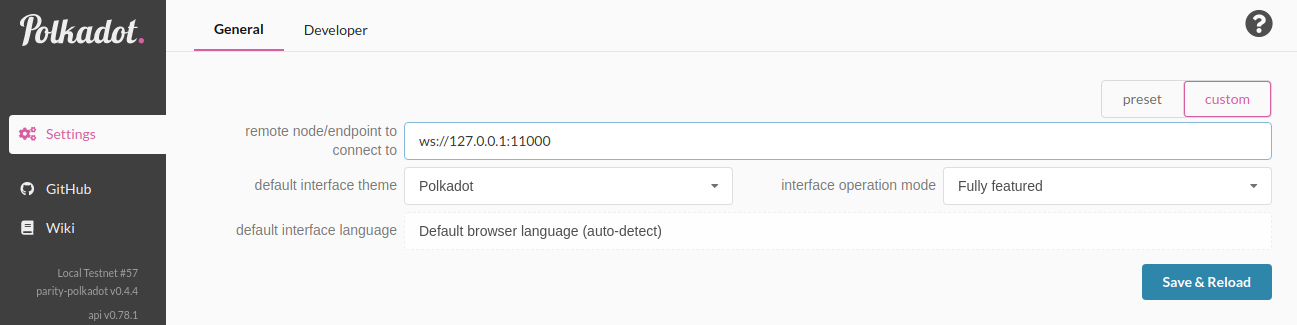 Polkadot.
General
Developer
Settings
GitHub
Wiki
Local Testnet #57
parity-polkadot v0.4.4
api v0.78.1
preset
custom
remote node/endpoint to
connect to
ws://127.0.0.1:11000
default interface theme
Polkadot
interface operation mode
Fully featured
default interface language
Default browser language (auto-detect)
Save & Reload